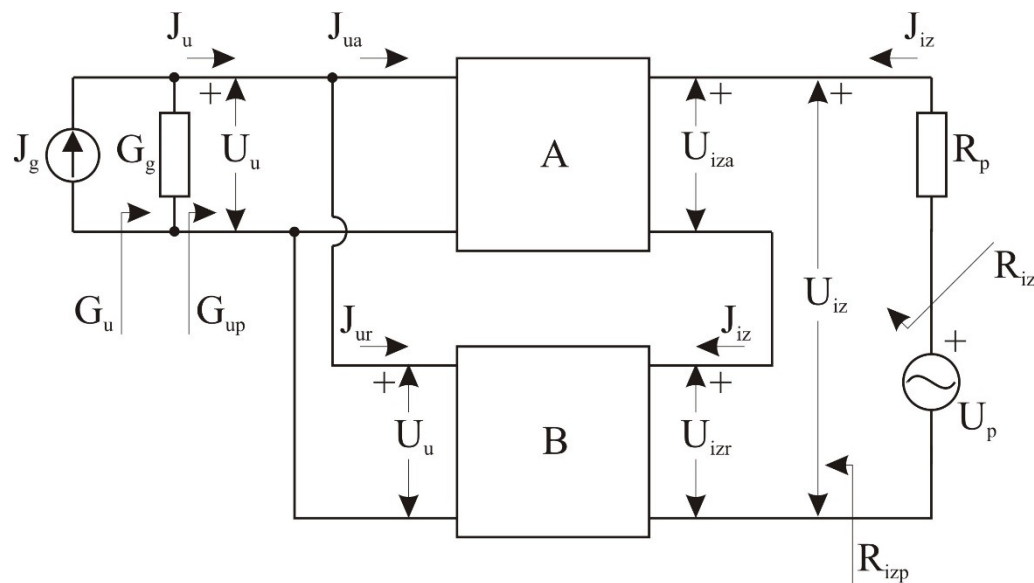 J_u J_ua J_iz
+ + +
J_g G_g U_u A U_iza R_p
G_u G_up U_iz R_iz
J_ur J_iz
+ + +
U_u B U_izr U_p
R_izp